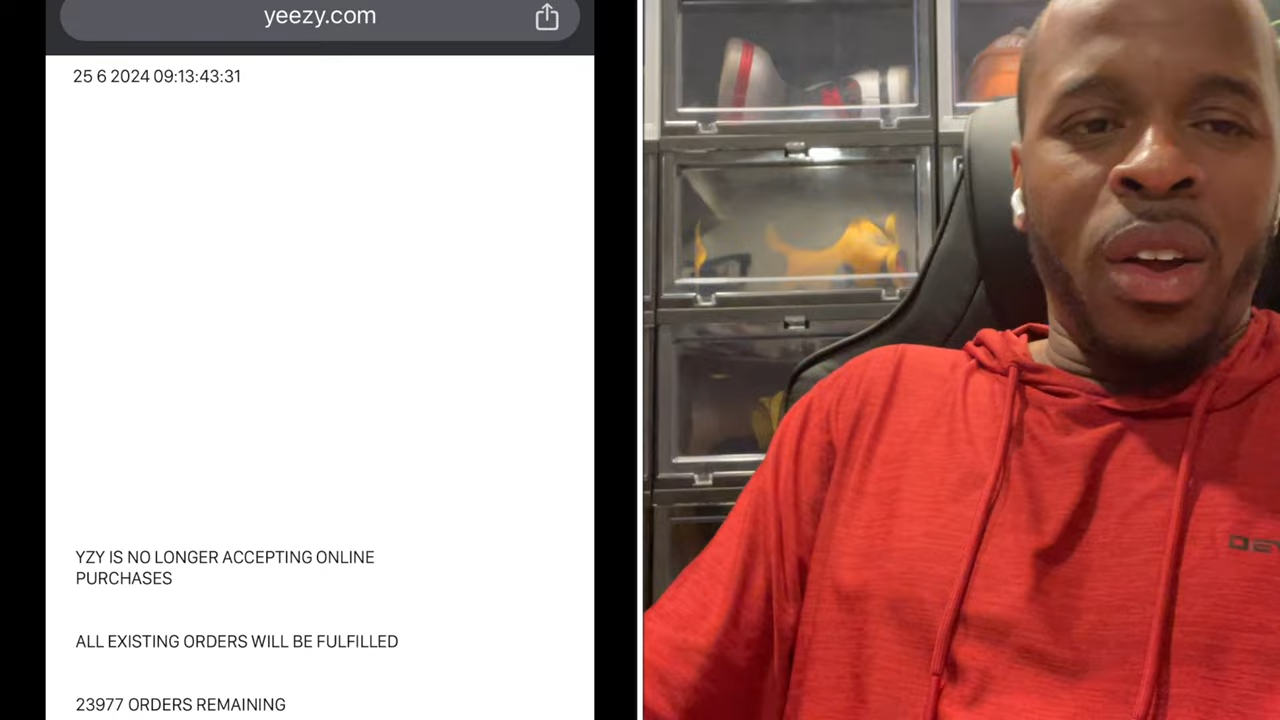 yeezy.com
25 6 2024 09:13:43:31
YZY IS NO LONGER ACCEPTING ONLINE
PURCHASES
ALL EXISTING ORDERS WILL BE FULFILLED
23977 ORDERS REMAINING